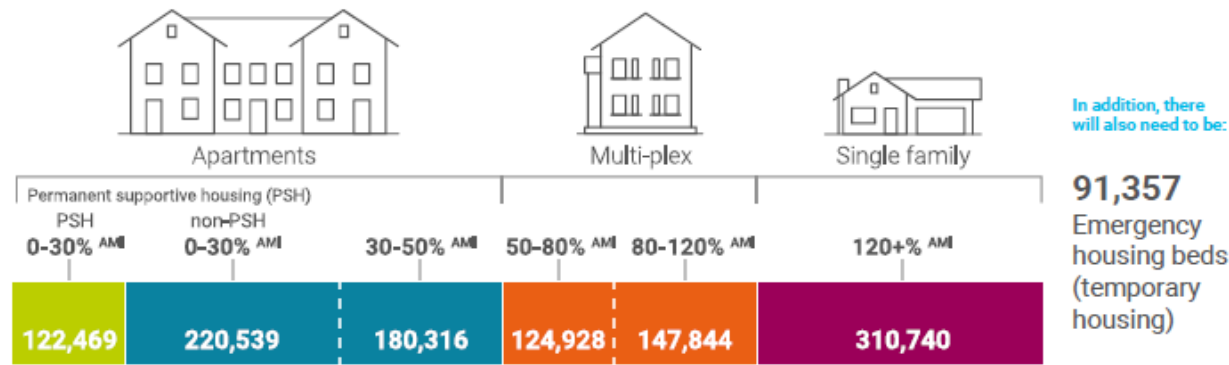 Apartments
Multi-plex
Single family
Permanent supportive housing (PSH)
PSH
0-30% AMI
non-PSH
0-30% AMI
30-50% AMI
50-80% AMI
80-120% AMI
120+% AMI
122,469
220,539
180,316
124,928
147,844
310,740
In addition, there
will also need to be:
91,357
Emergency
housing beds
(temporary
housing)